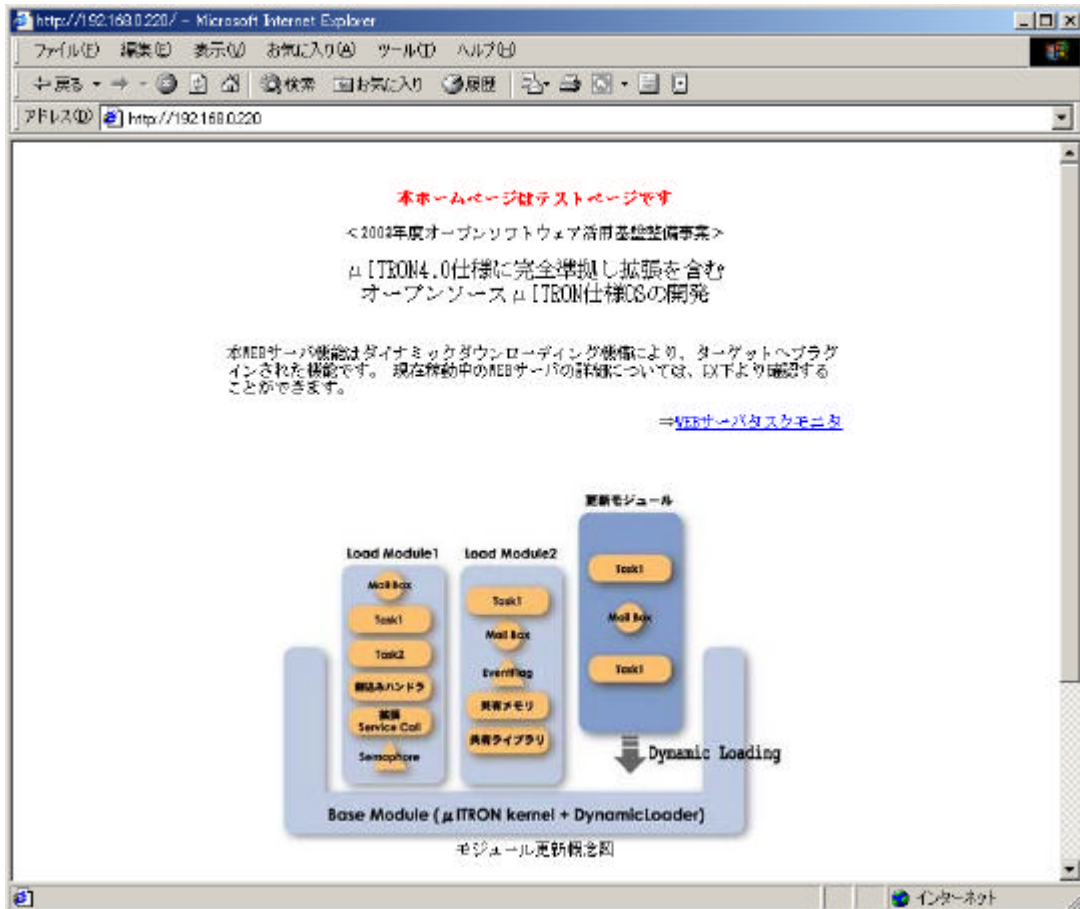 http://192.168.0.220/ - Microsoft Internet Explorer
ファイル(F) 編集(E) 表示(V) お気に入り(A) ツール(T) ヘルプ(H)
戻る 検索 お気に入り 履歴
アドレス(D) http://192.168.0.220
本ホームページはテストページです
<2003年度オープンソフトウェア活用基盤整備事業>
μITRON4.0仕様に完全準拠し拡張を含む
オープンソースμITRON仕様OSの開発
本WEBサーバ機能はダイナミックダウンローディング機構により、ターゲットへプラグ
インされた機能です。 現在稼動中のWEBサーバの詳細については、以下より確認する
ことができます。
⇒WEBサーバタスクモニタ
更新モジュール
Task1
Mail Box
Task1
Load Module1
Mail Box
Task1
Task2
割込みハンドラ
拡張
Service Call
Semaphore
Load Module2
Task1
Mail Box
EventFlag
共有メモリ
共有ライブラリ
Dynamic Loading
Base Module ( μ ITRON kernel + DynamicLoader)
モジュール更新概念図
インターネット